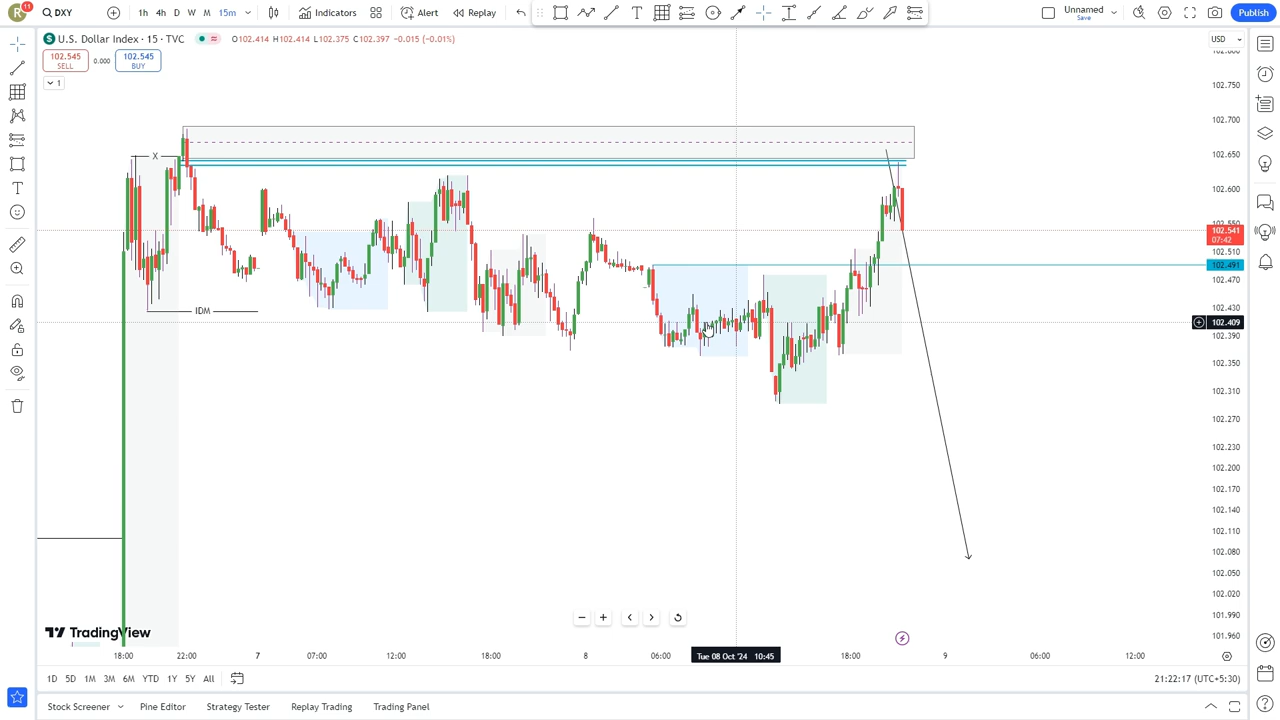 R 11 DXY 1h 4h D W M 15m Indicators Alert Replay Unnamed Save Publish
U.S. Dollar Index · 15 · TVC O102.414 H102.414 L102.375 C102.397 -0.015 (-0.01%) USD
102.545 SELL 0.000 102.545 BUY
1
X
IDM
102.750
102.700
102.650
102.600
102.541
07:42
102.510
102.491
102.470
102.430
102.409
102.390
102.350
102.310
102.270
102.230
102.200
102.170
102.140
102.110
102.080
102.050
102.020
101.990
101.960
TradingView
18:00 22:00 7 07:00 12:00 18:00 8 06:00 Tue 08 Oct '24 10:45 18:00 9 06:00 12:00
1D 5D 1M 3M 6M YTD 1Y 5Y All 21:22:17 (UTC+5:30)
Stock Screener Pine Editor Strategy Tester Replay Trading Trading Panel